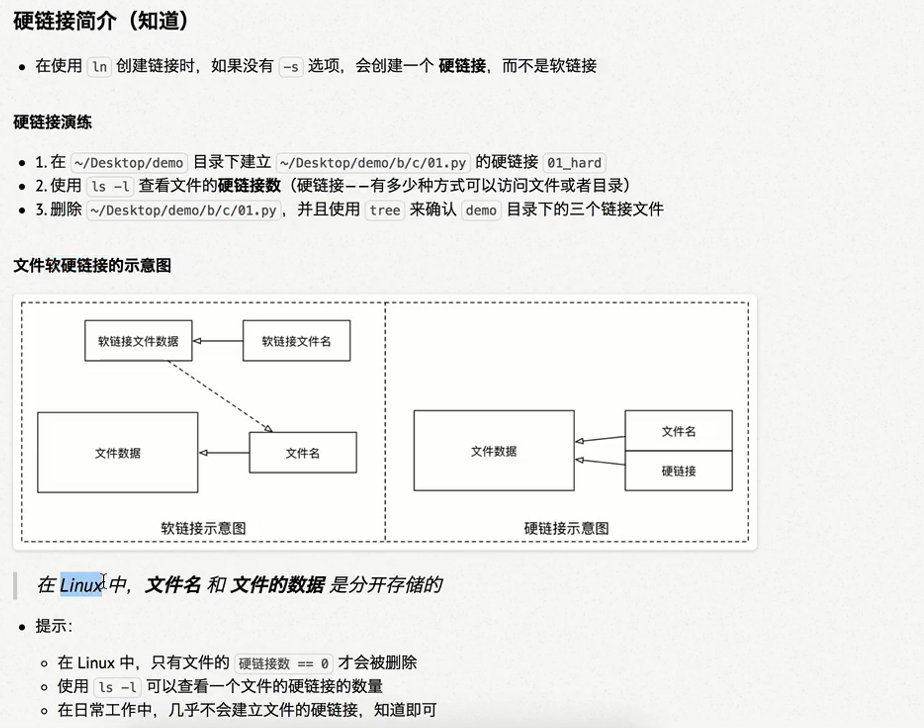 硬链接简介（知道）
在使用 ln 创建链接时，如果没有 -s 选项，会创建一个 硬链接，而不是软链接
硬链接演练
1. 在 ~/Desktop/demo 目录下建立 ~/Desktop/demo/b/c/01.py 的硬链接 01_hard
2. 使用 ls -l 查看文件的硬链接数（硬链接——有多少种方式可以访问文件或者目录）
3. 删除 ~/Desktop/demo/b/c/01.py，并且使用 tree 来确认 demo 目录下的三个链接文件
文件软硬链接的示意图
软链接文件数据
软链接文件名
文件数据
文件名
软链接示意图
文件数据
文件名
硬链接
硬链接示意图
在 Linux 中，文件名 和 文件的数据 是分开存储的
提示：
在 Linux 中，只有文件的 硬链接数 == 0 才会被删除
使用 ls -l 可以查看一个文件的硬链接的数量
在日常工作中，几乎不会建立文件的硬链接，知道即可